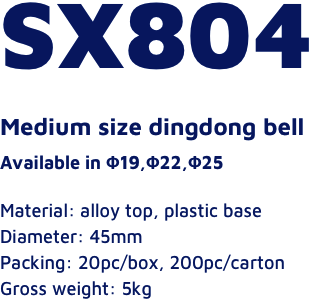 SX804
Medium size dingdong bell
Available in Φ19,Φ22,Φ25
Material: alloy top, plastic base
Diameter: 45mm
Packing: 20pc/box, 200pc/carton
Gross weight: 5kg